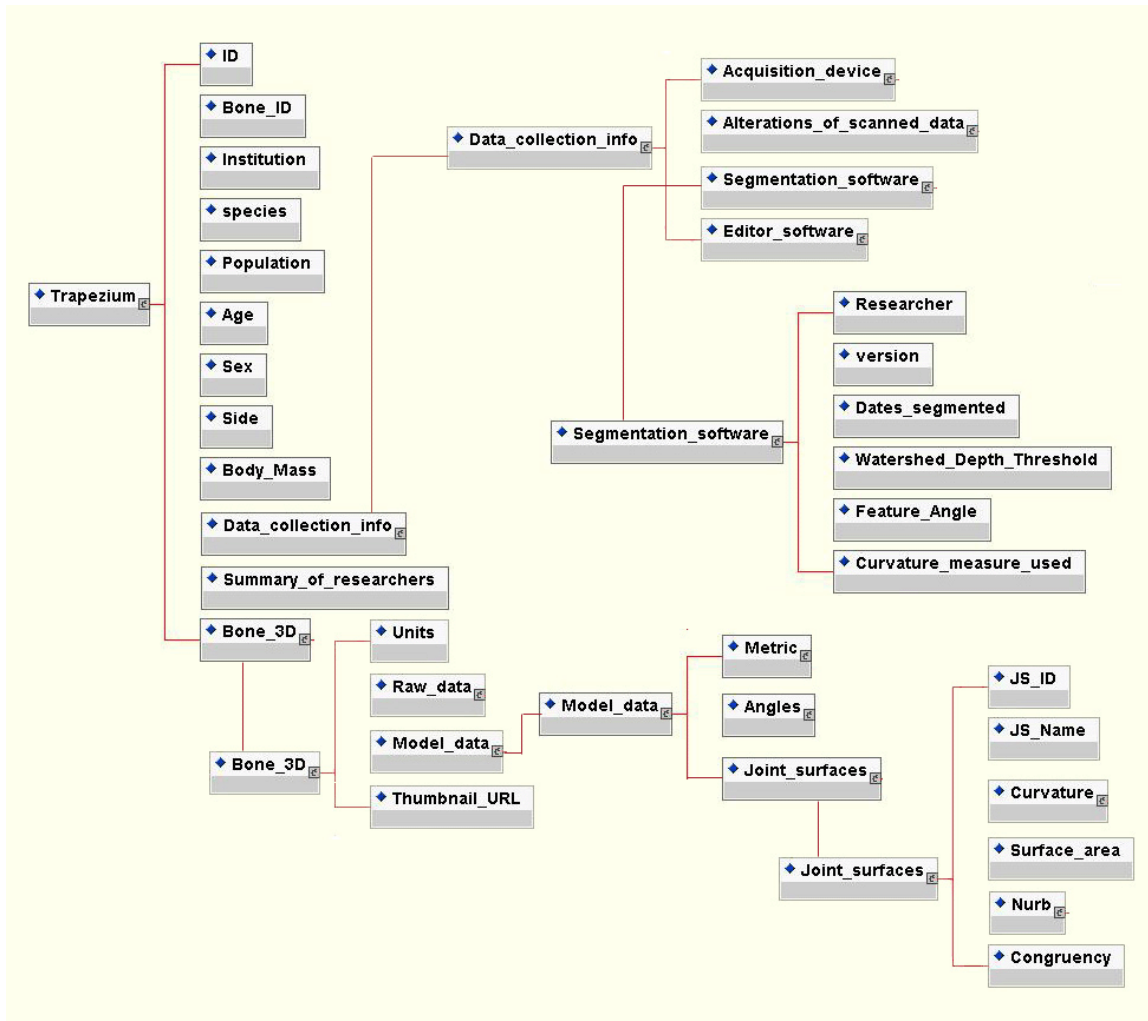 Trapezium
ID
Bone_ID
Institution
species
Population
Age
Sex
Side
Body_Mass
Data_collection_info
Summary_of_researchers
Bone_3D
Data_collection_info
Acquisition_device
Alterations_of_scanned_data
Segmentation_software
Editor_software
Segmentation_software
Researcher
version
Dates_segmented
Watershed_Depth_Threshold
Feature_Angle
Curvature_measure_used
Bone_3D
Units
Raw_data
Model_data
Thumbnail_URL
Model_data
Metric
Angles
Joint_surfaces
Joint_surfaces
JS_ID
JS_Name
Curvature
Surface_area
Nurb
Congruency